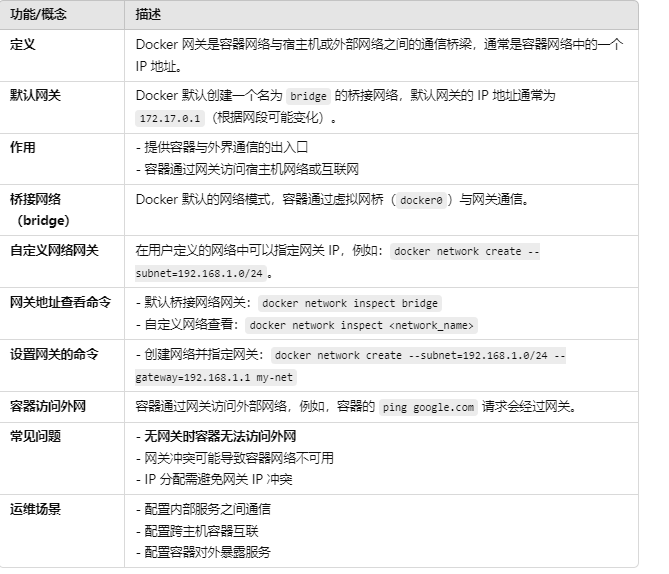 功能/概念 描述
定义 Docker 网关是容器网络与宿主机或外部网络之间的通信桥梁，通常是容器网络中的一个
IP 地址。
默认网关 Docker 默认创建一个名为 bridge 的桥接网络，默认网关的 IP 地址通常为
172.17.0.1（根据网段可能变化）。
作用 - 提供容器与外界通信的出入口
- 容器通过网关访问宿主机网络或互联网
桥接网络 Docker 默认的网络模式，容器通过虚拟网桥（docker0）与网关通信。
（bridge）
自定义网络网关 在用户定义的网络中可以指定网关 IP，例如：docker network create --
subnet=192.168.1.0/24。
网关地址查看命令 - 默认桥接网络网关：docker network inspect bridge
- 自定义网络查看：docker network inspect <network_name>
设置网关的命令 - 创建网络并指定网关：docker network create --subnet=192.168.1.0/24 --
gateway=192.168.1.1 my-net
容器访问外网 容器通过网关访问外部网络，例如，容器的 ping google.com 请求会经过网关。
常见问题 - 无网关时容器无法访问外网
- 网关冲突可能导致容器网络不可用
- IP 分配需避免网关 IP 冲突
运维场景 - 配置内部服务之间通信
- 配置跨主机容器互联
- 配置容器对外暴露服务